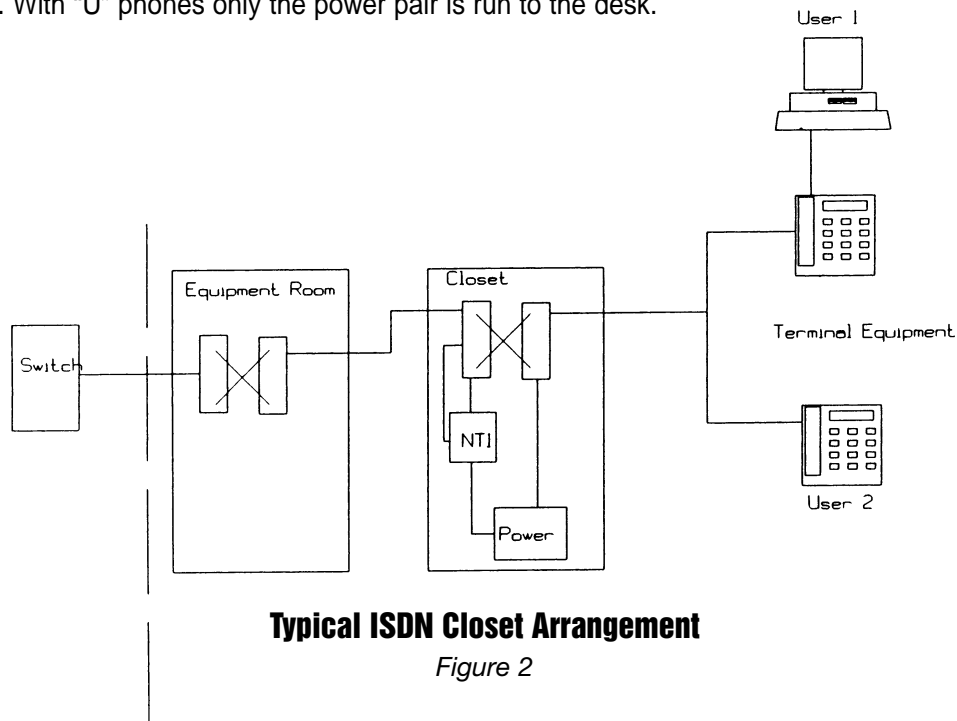 . With "U" phones only the power pair is run to the desk.
User 1
Equipment Room
Closet
Switch
Terminal Equipment
NT1
Power
User 2
Typical ISDN Closet Arrangement
Figure 2